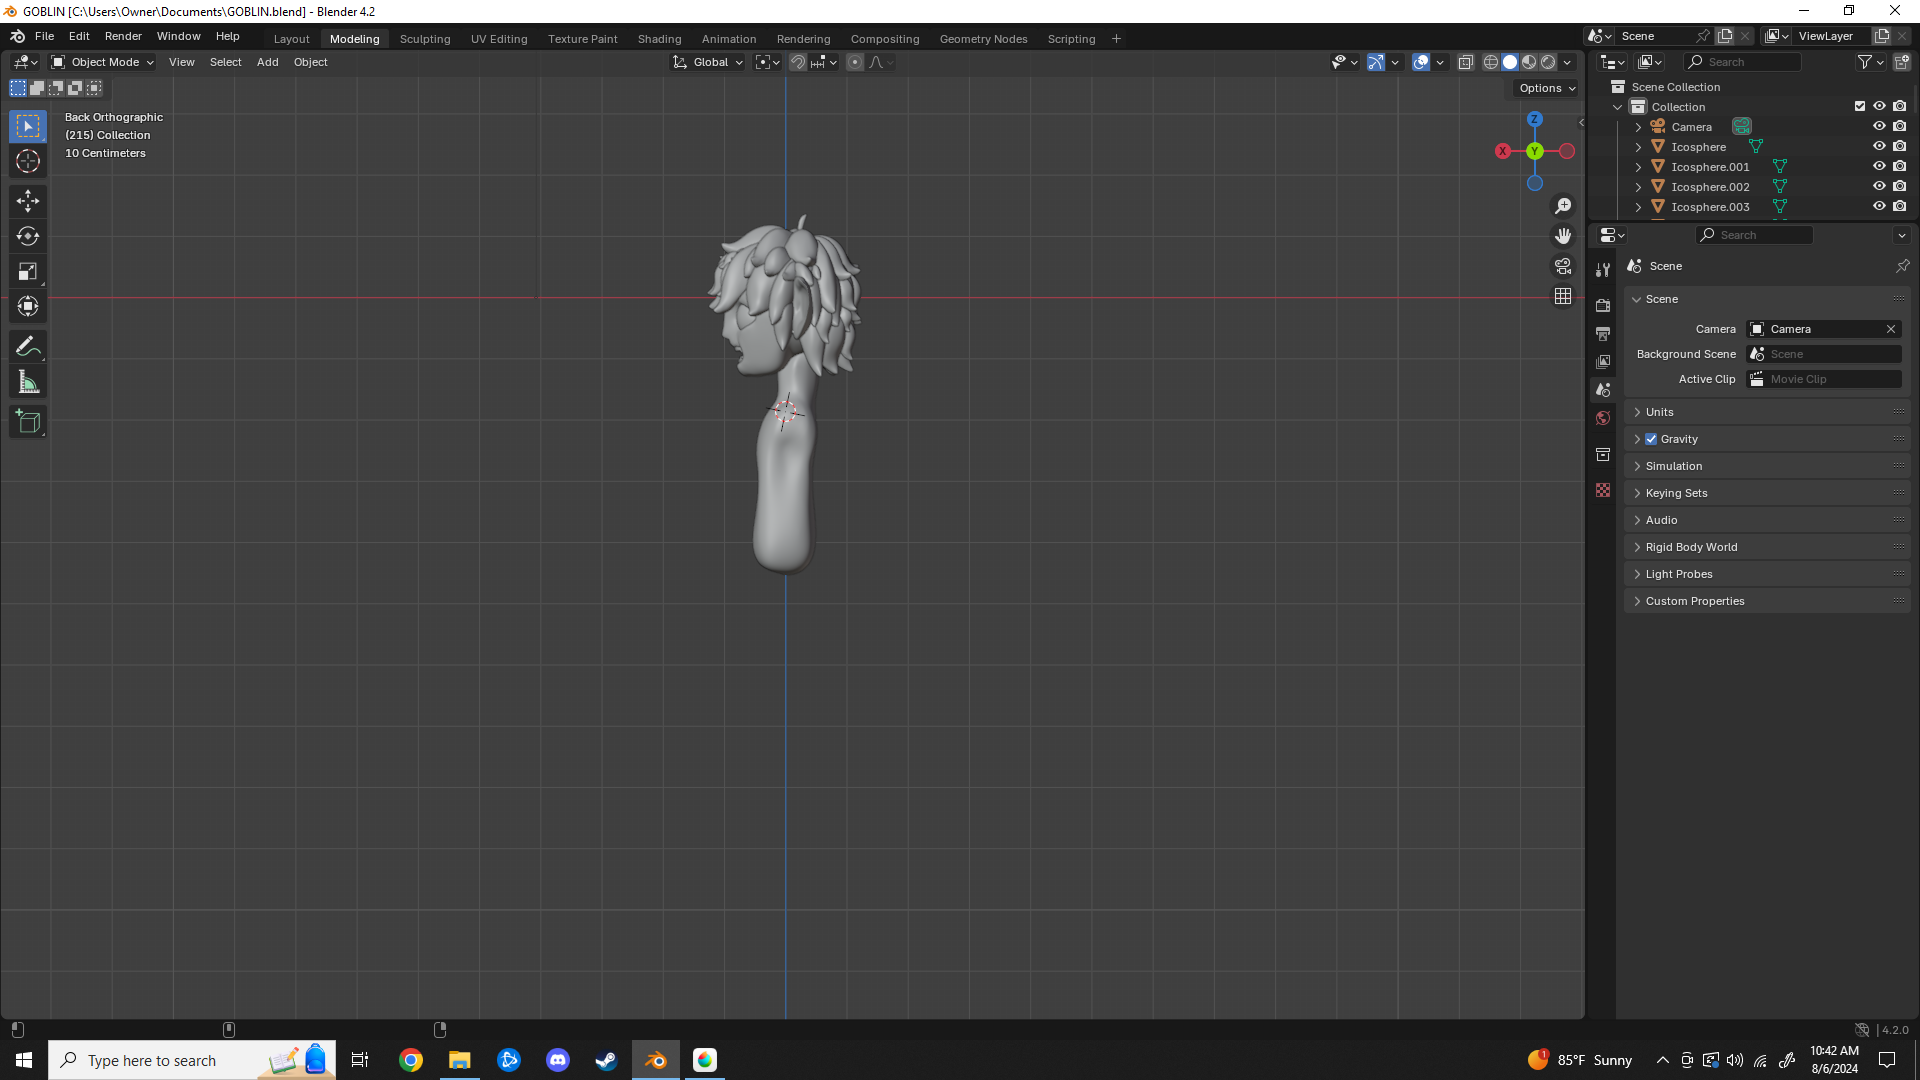 GOBLIN [C:\Users\Owner\Documents\GOBLIN.blend] - Blender 4.2
File Edit Render Window Help Layout Modeling Sculpting UV Editing Texture Paint Shading Animation Rendering Compositing Geometry Nodes Scripting Scene ViewLayer
Object Mode View Select Add Object Global Search
Options
Back Orthographic
(215) Collection
10 Centimeters
Z
X
Y
Scene Collection
Collection
Camera
Icosphere
Icosphere.001
Icosphere.002
Icosphere.003
Search
Scene
Scene
Camera Camera
Background Scene Scene
Active Clip Movie Clip
Units
Gravity
Simulation
Keying Sets
Audio
Rigid Body World
Light Probes
Custom Properties
4.2.0
Type here to search
1
85°F Sunny
10:42 AM
8/6/2024